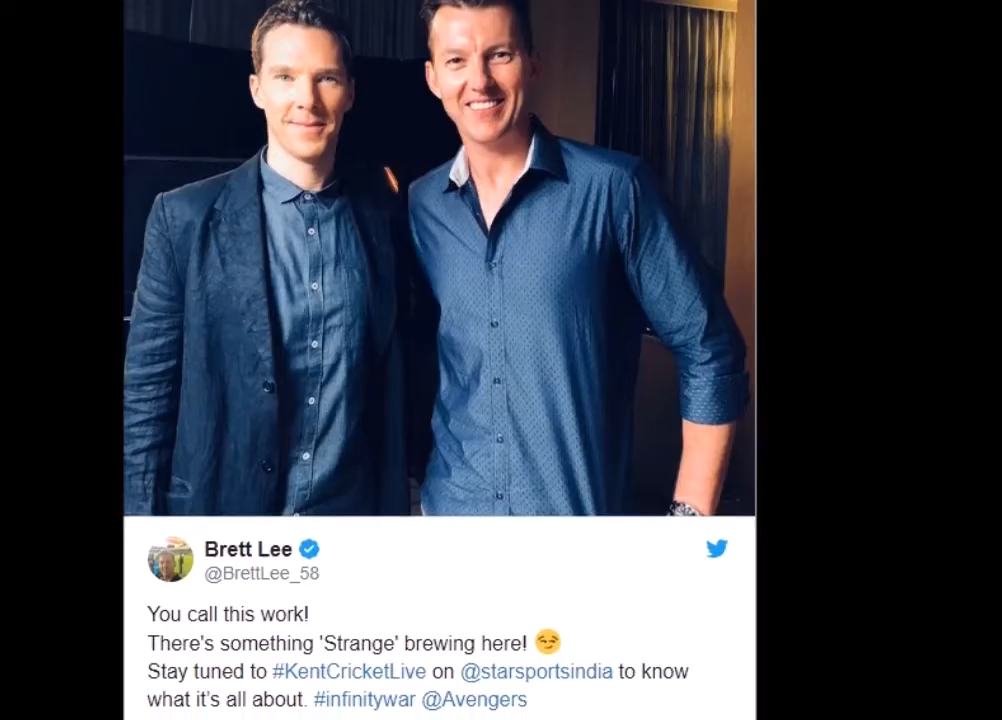 Brett Lee
@BrettLee_58
You call this work!
There's something 'Strange' brewing here! 😏
Stay tuned to #KentCricketLive on @starsportsindia to know
what it's all about. #infinitywar @Avengers